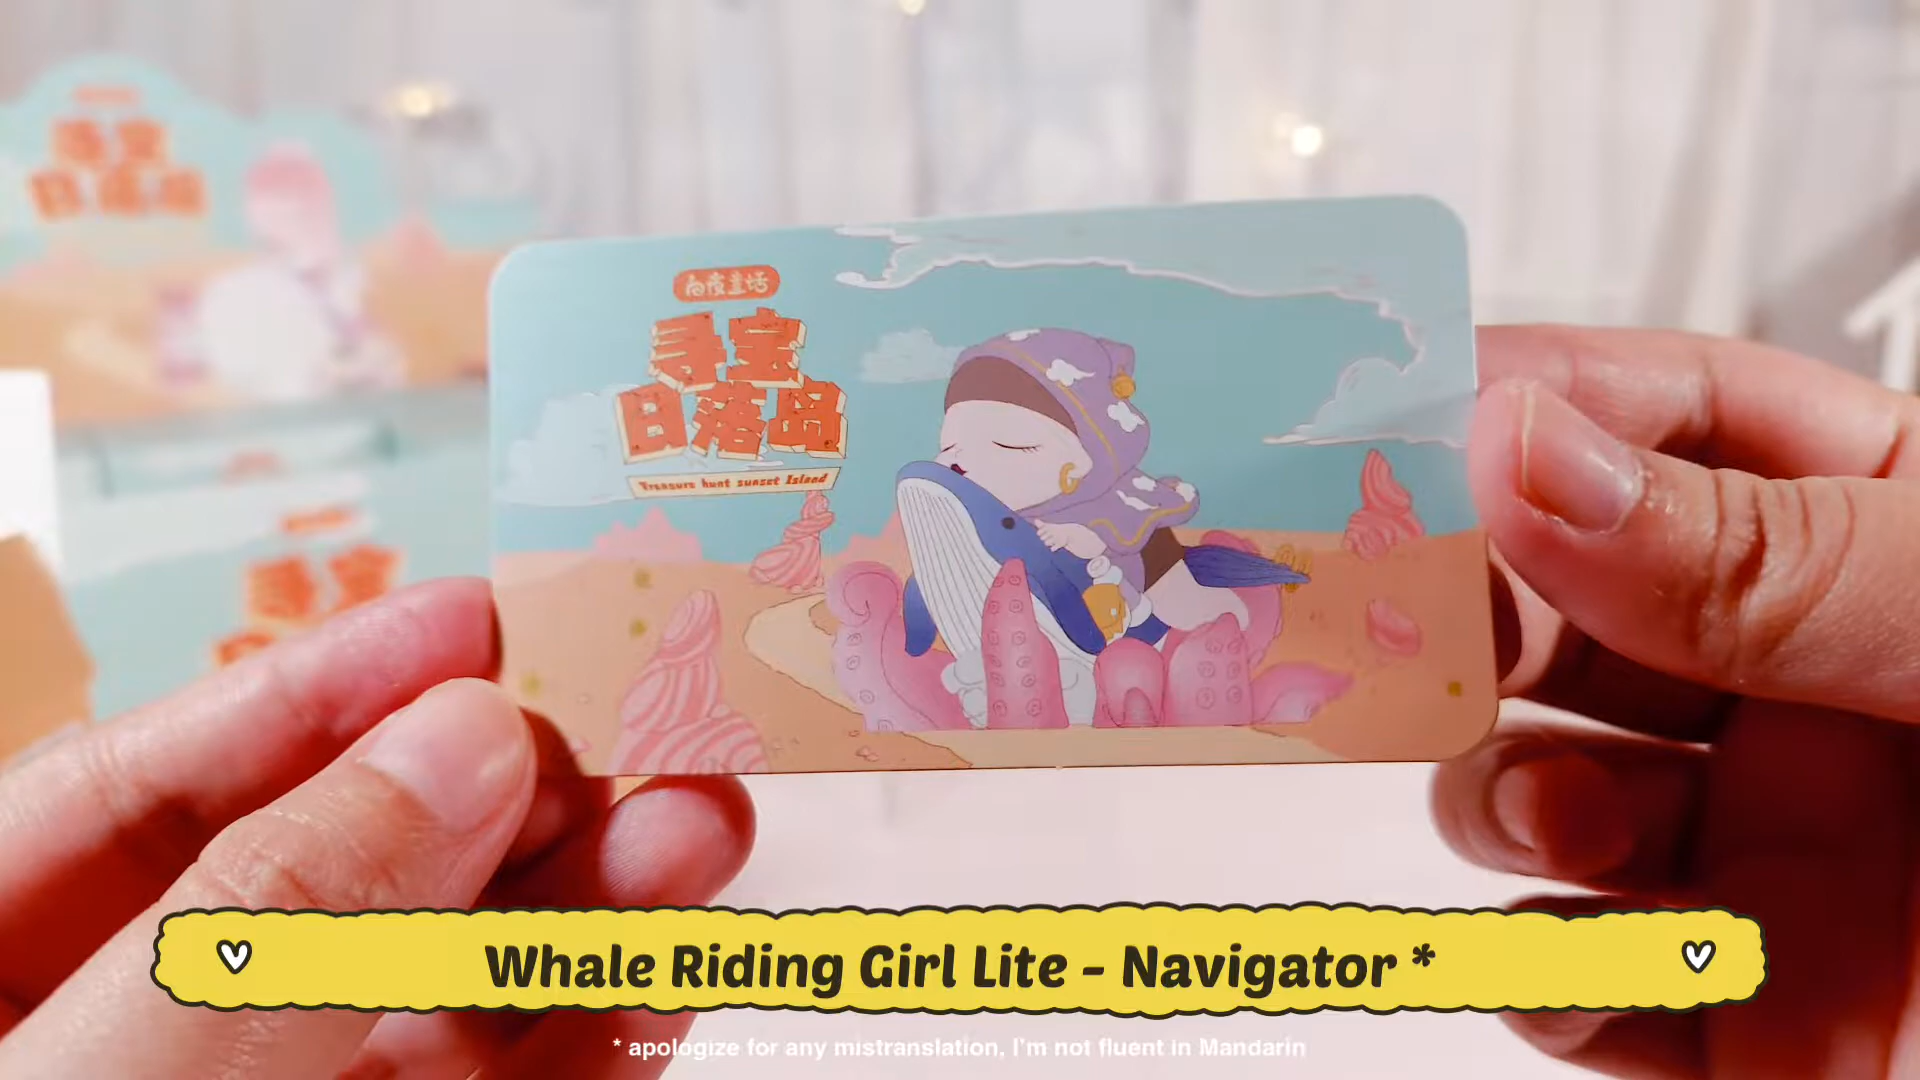 向夜童话
寻宝
日落岛
Treasure hunt sunset Island
Whale Riding Girl Lite - Navigator *
* apologize for any mistranslation, I'm not fluent in Mandarin